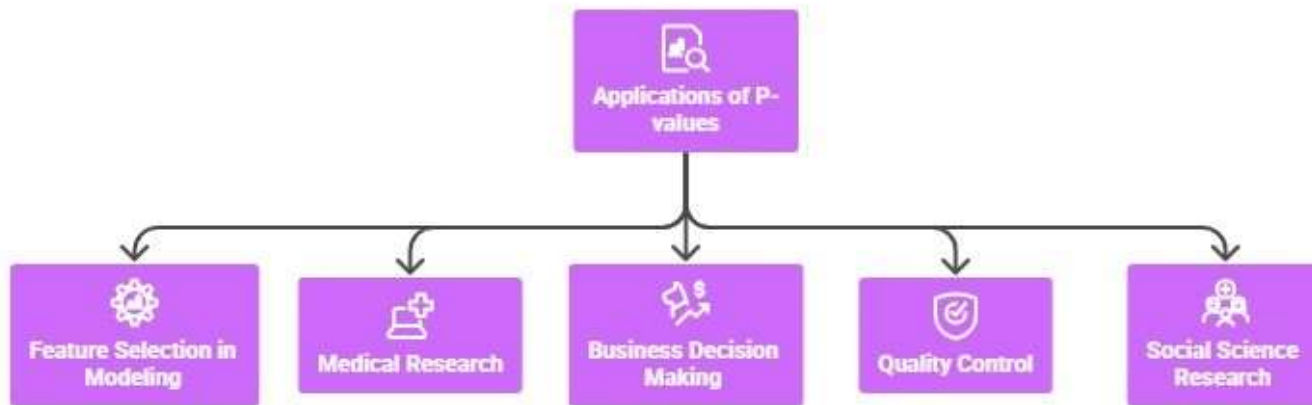 Applications of P-
values
Feature Selection in
Modeling
Medical Research
Business Decision
Making
Quality Control
Social Science
Research